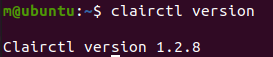 m@ubuntu:~$ clairctl version
Clairctl version 1.2.8